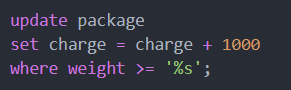 update package
set charge = charge + 1000
where weight >= '%s';